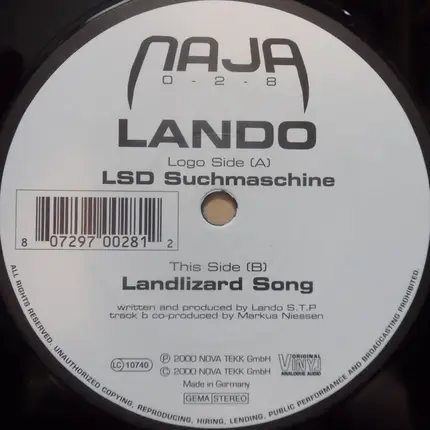 NAJA
0-2-8
LANDO
Logo Side (A)
LSD Suchmaschine
8 07297 00281 2
This Side (B)
Landlizard Song
written and produced by Lando S.T.P
track b co-produced by Markus Niessen
LC 10740
Ⓟ 2000 NOVA TEKK GmbH
© 2000 NOVA TEKK GmbH
Made in Germany
GEMA STEREO
ORIGINAL
VINYL
ANALOGUE AUDIO
ALL RIGHTS RESERVED. UNAUTHORIZED COPYING, REPRODUCING, HIRING, LENDING, PUBLIC PERFORMANCE AND BROADCASTING PROHIBITED.